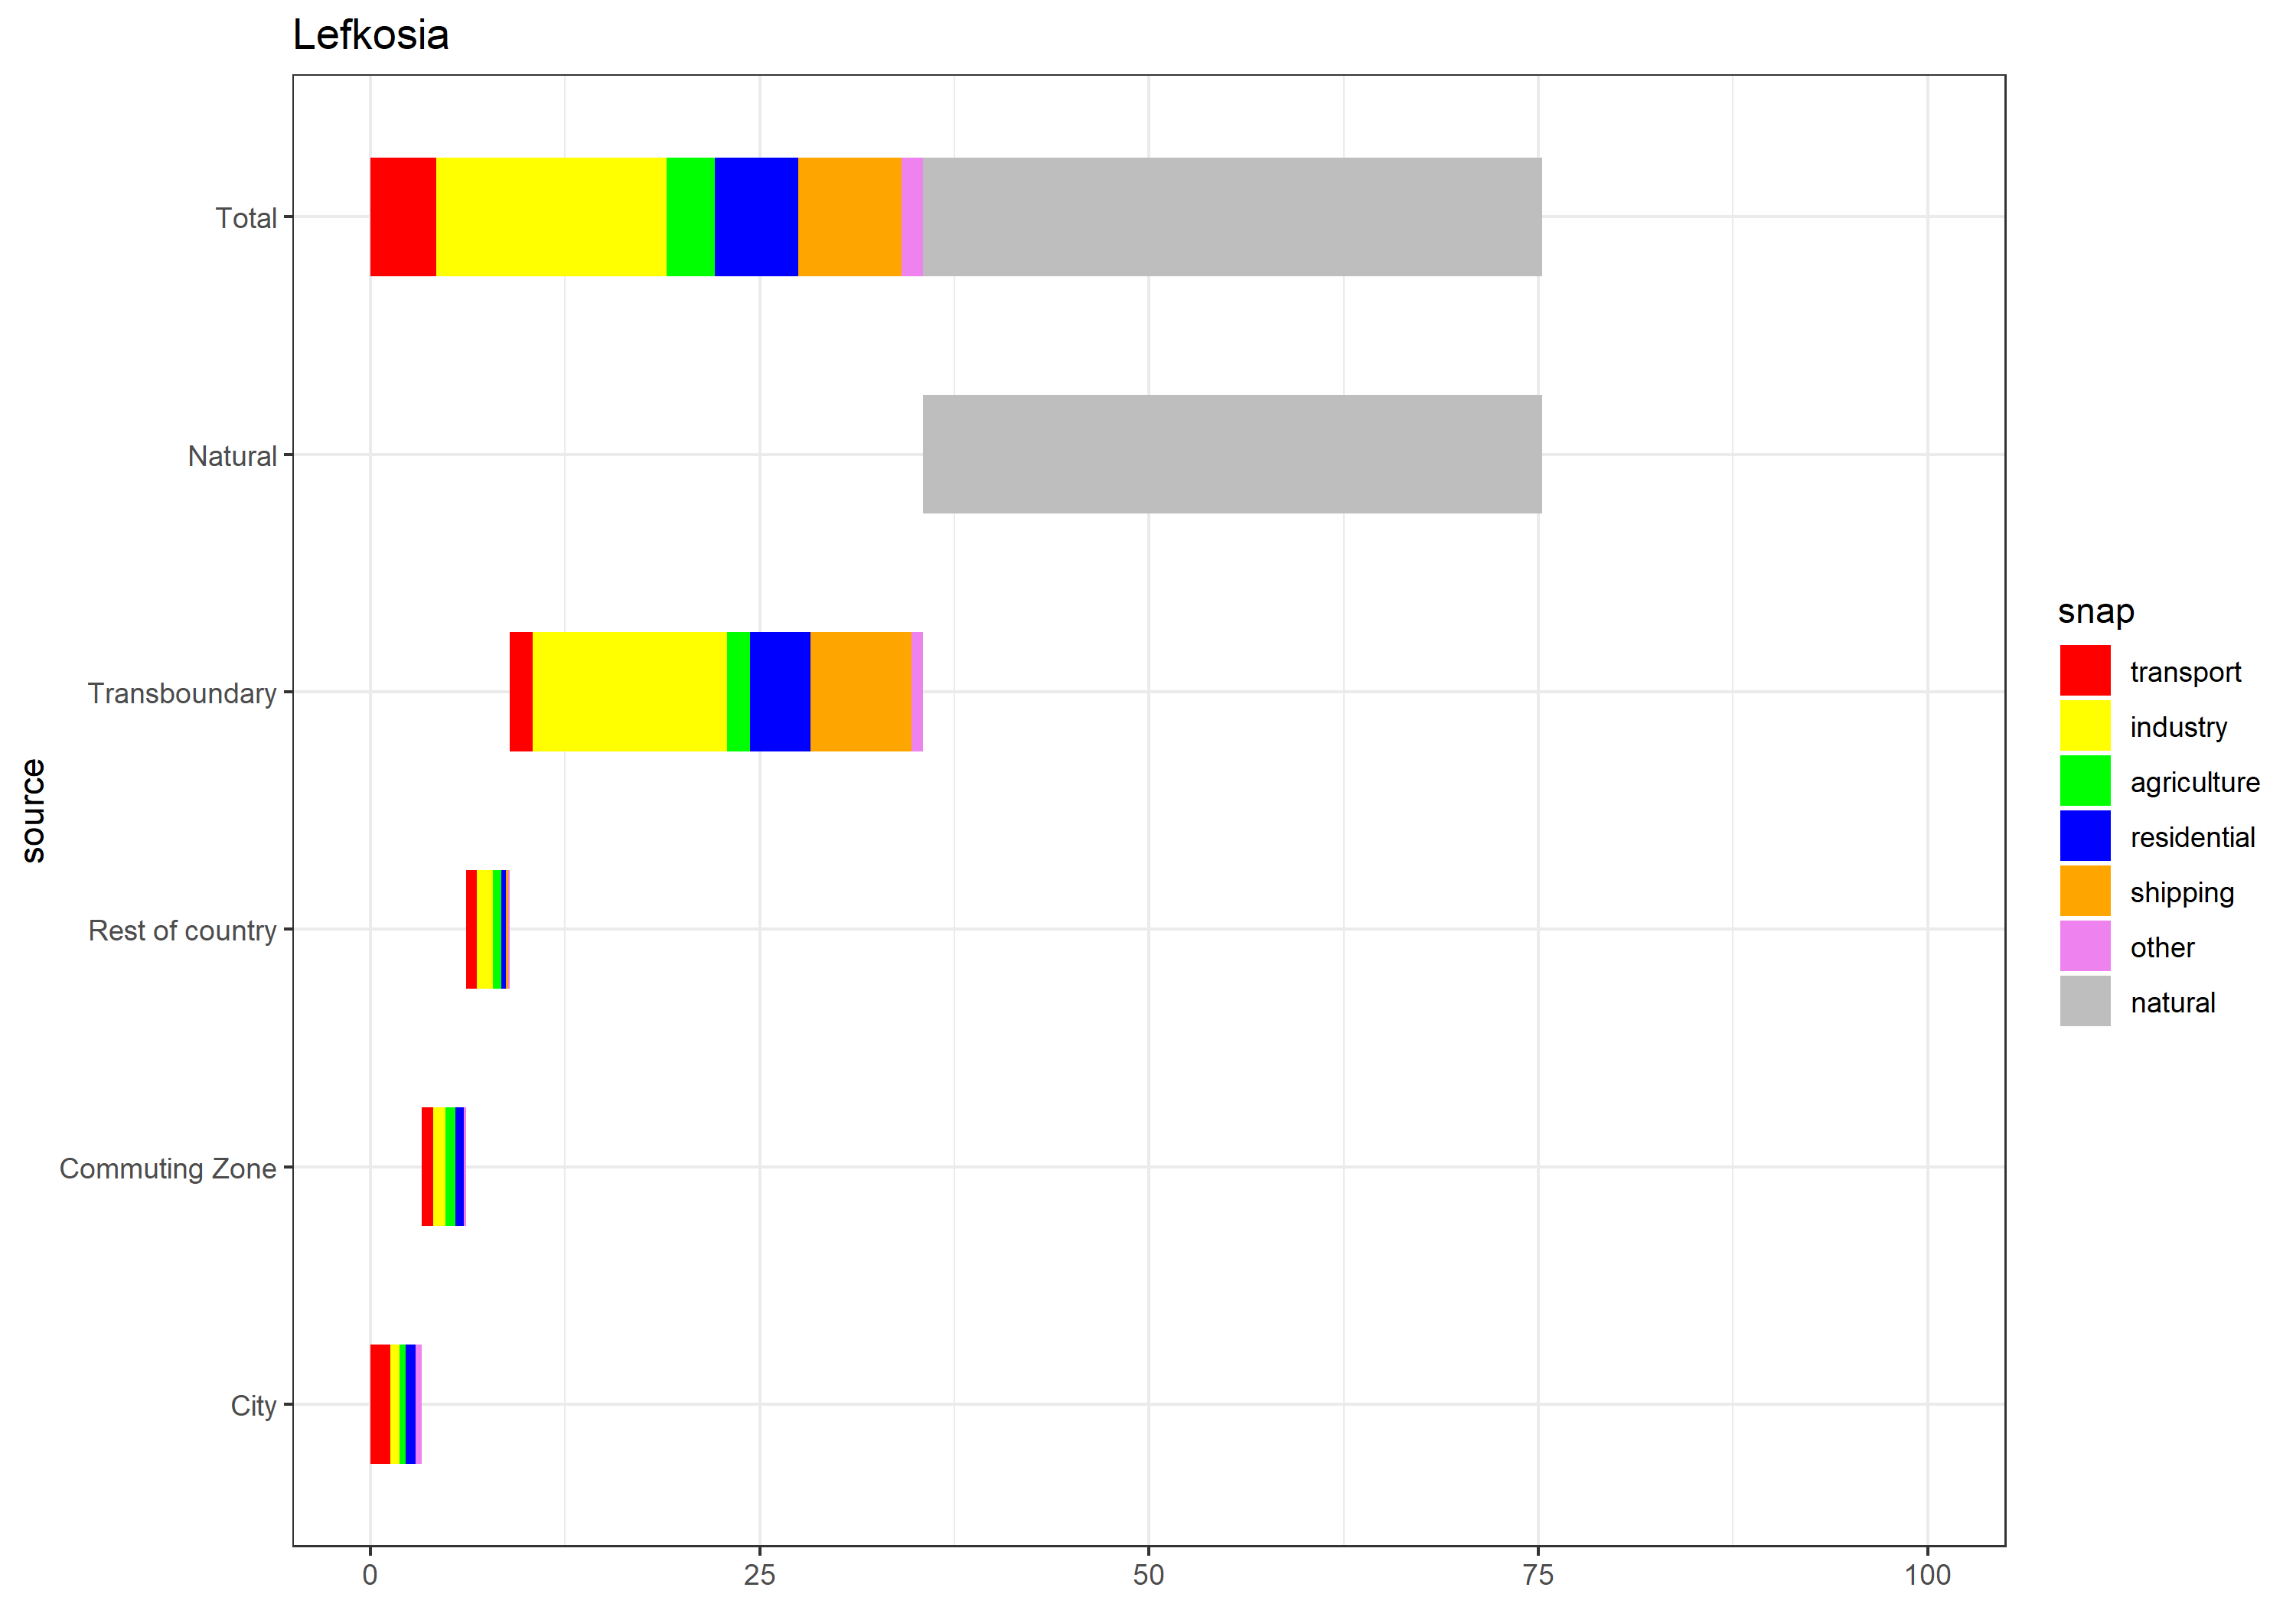 Lefkosia
Total
Natural
Transboundary
Rest of country
Commuting Zone
City
source
0 25 50 75 100
snap
transport
industry
agriculture
residential
shipping
other
natural